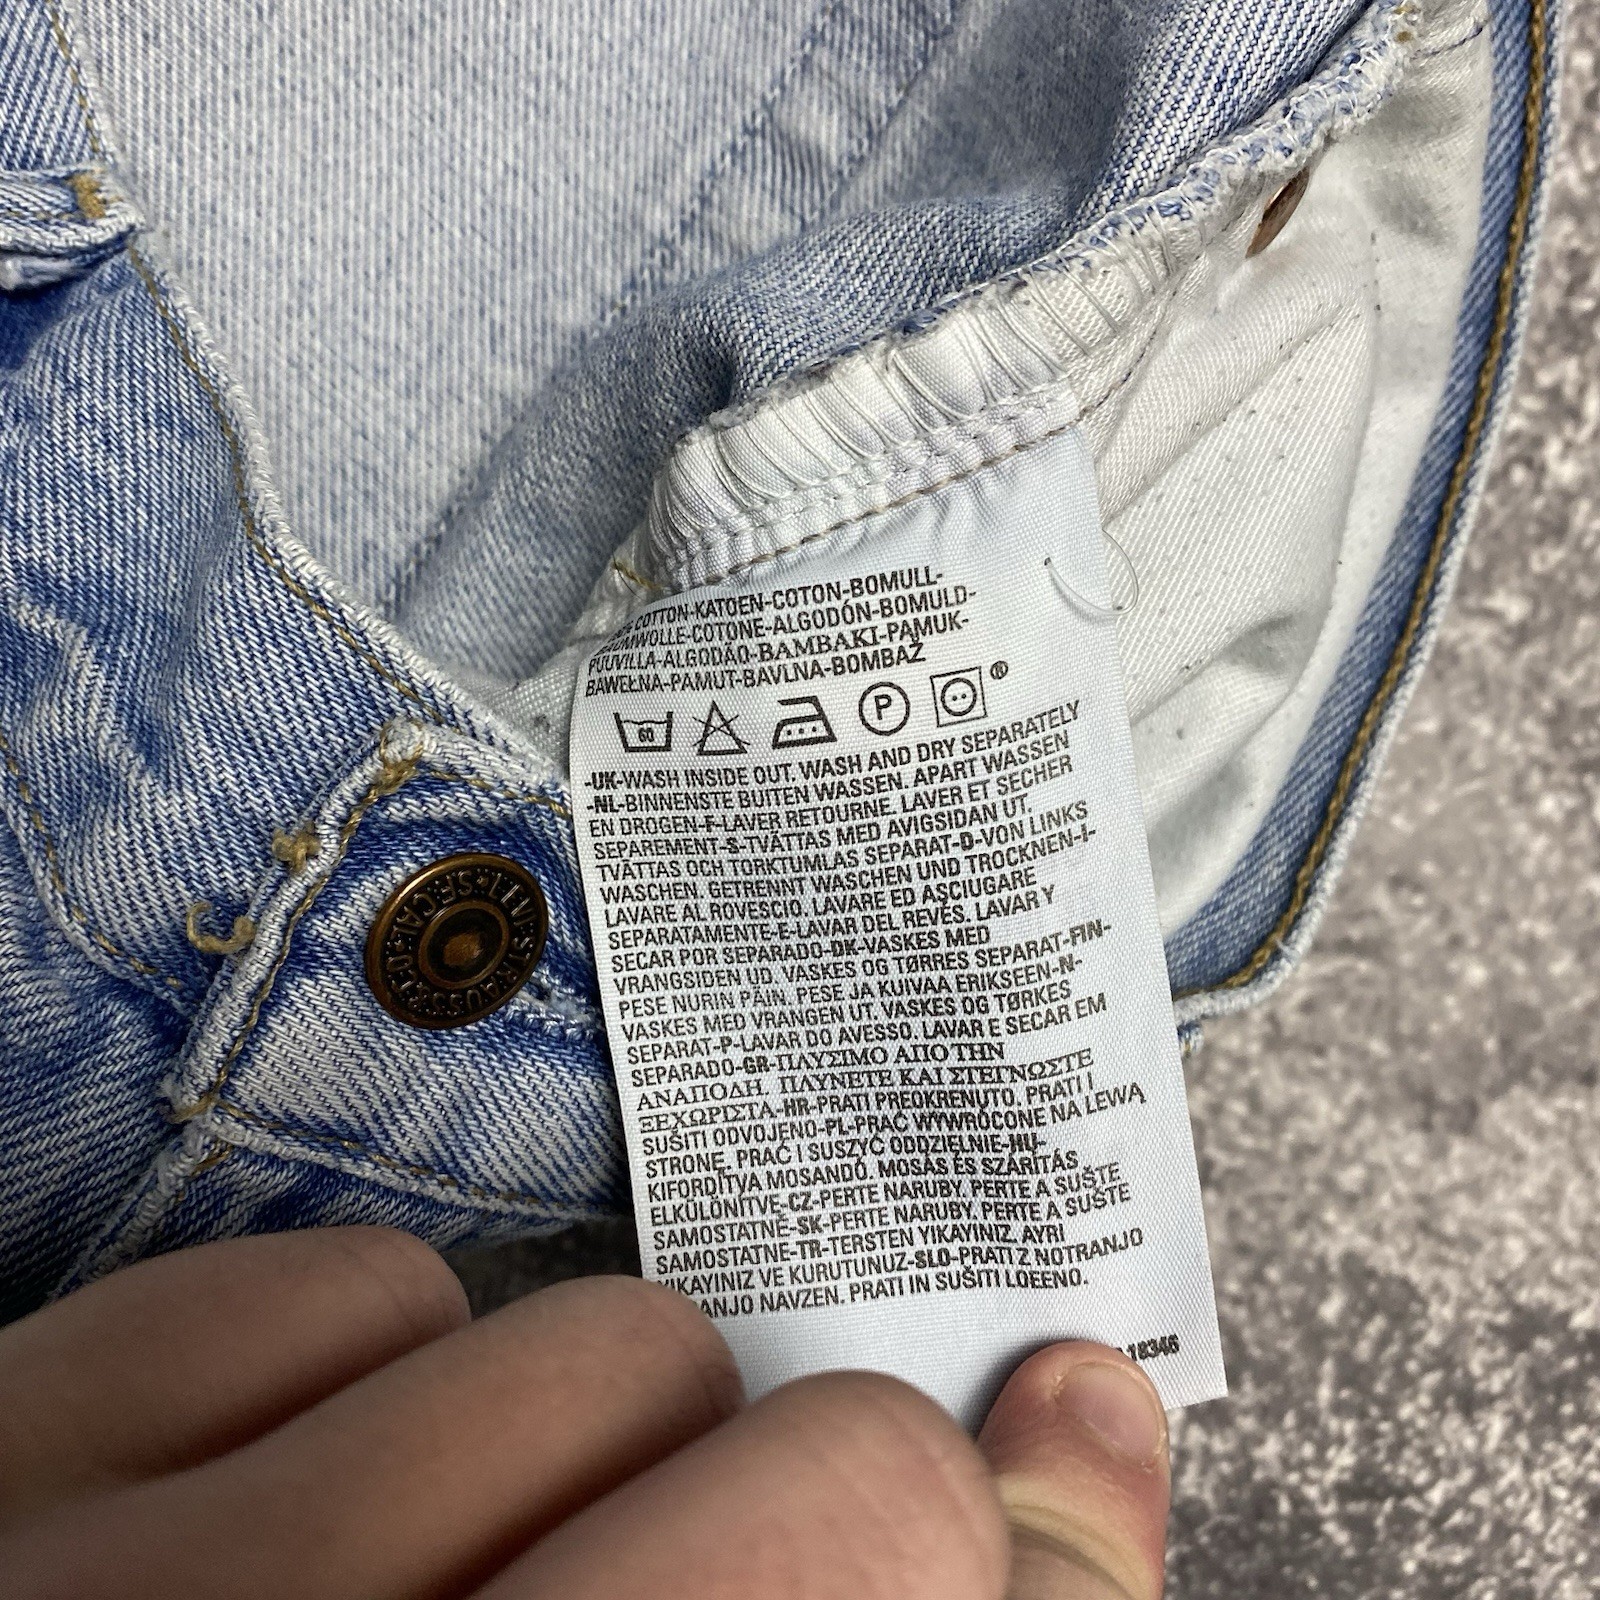 COTTON-KATOEN-COTON-BOMULL-
BAUMWOLLE-COTONE-ALGODÓN-BOMULD-
PUUVILLA-ALGODÃO-BAMBAKI-PAMUK-
BAWEŁNA-PAMUT-BAVLNA-BOMBAŽ
60 P ®
-UK-WASH INSIDE OUT. WASH AND DRY SEPARATELY
-NL-BINNENSTE BUITEN WASSEN. APART WASSEN
EN DROGEN-F-LAVER RETOURNE. LAVER ET SECHER
SEPAREMENT-S-TVÄTTAS MED AVIGSIDAN UT.
TVÄTTAS OCH TORKTUMLAS SEPARAT-D-VON LINKS
WASCHEN. GETRENNT WASCHEN UND TROCKNEN-I-
LAVARE AL ROVESCIO. LAVARE ED ASCIUGARE
SEPARATAMENTE-E-LAVAR DEL REVÉS. LAVAR Y
SECAR POR SEPARADO-DK-VASKES MED
VRANGSIDEN UD. VASKES OG TØRRES SEPARAT-FIN-
PESE NURIN PÄIN. PESE JA KUIVAA ERIKSEEN-N-
VASKES MED VRANGEN UT. VASKES OG TØRKES
SEPARAT-P-LAVAR DO AVESSO. LAVAR E SECAR EM
SEPARADO-GR-ΠΛΥΣΙΜΟ ΑΠΟ ΤΗΝ
ΑΝΑΠΟΔΗ. ΠΛΥΝΕΤΕ ΚΑΙ ΣΤΕΓΝΩΣΤΕ
ΞΕΧΩΡΙΣΤΑ-HR-PRATI PREOKRENUTO. PRATI I
SUŠITI ODVOJENO-PL-PRAĆ WYWRÓCONE NA LEWĄ
STRONĘ. PRAĆ I SUSZYĆ ODDZIELNIE-HU-
KIFORDÍTVA MOSANDÓ. MOSÁS ÉS SZÁRÍTÁS
ELKÜLÖNÍTVE-CZ-PERTE NARUBY. PERTE A SUŠTE
SAMOSTATNĚ-SK-PERTE NARUBY. PERTE A SUŠTE
SAMOSTATNE-TR-TERSTEN YIKAYINIZ. AYRI
YIKAYINIZ VE KURUTUNUZ-SLO-PRATI Z NOTRANJO
NAVZEN. PRATI IN SUŠITI LOEENO.
18346
LEVI STRAUSS & CO S.F. CAL